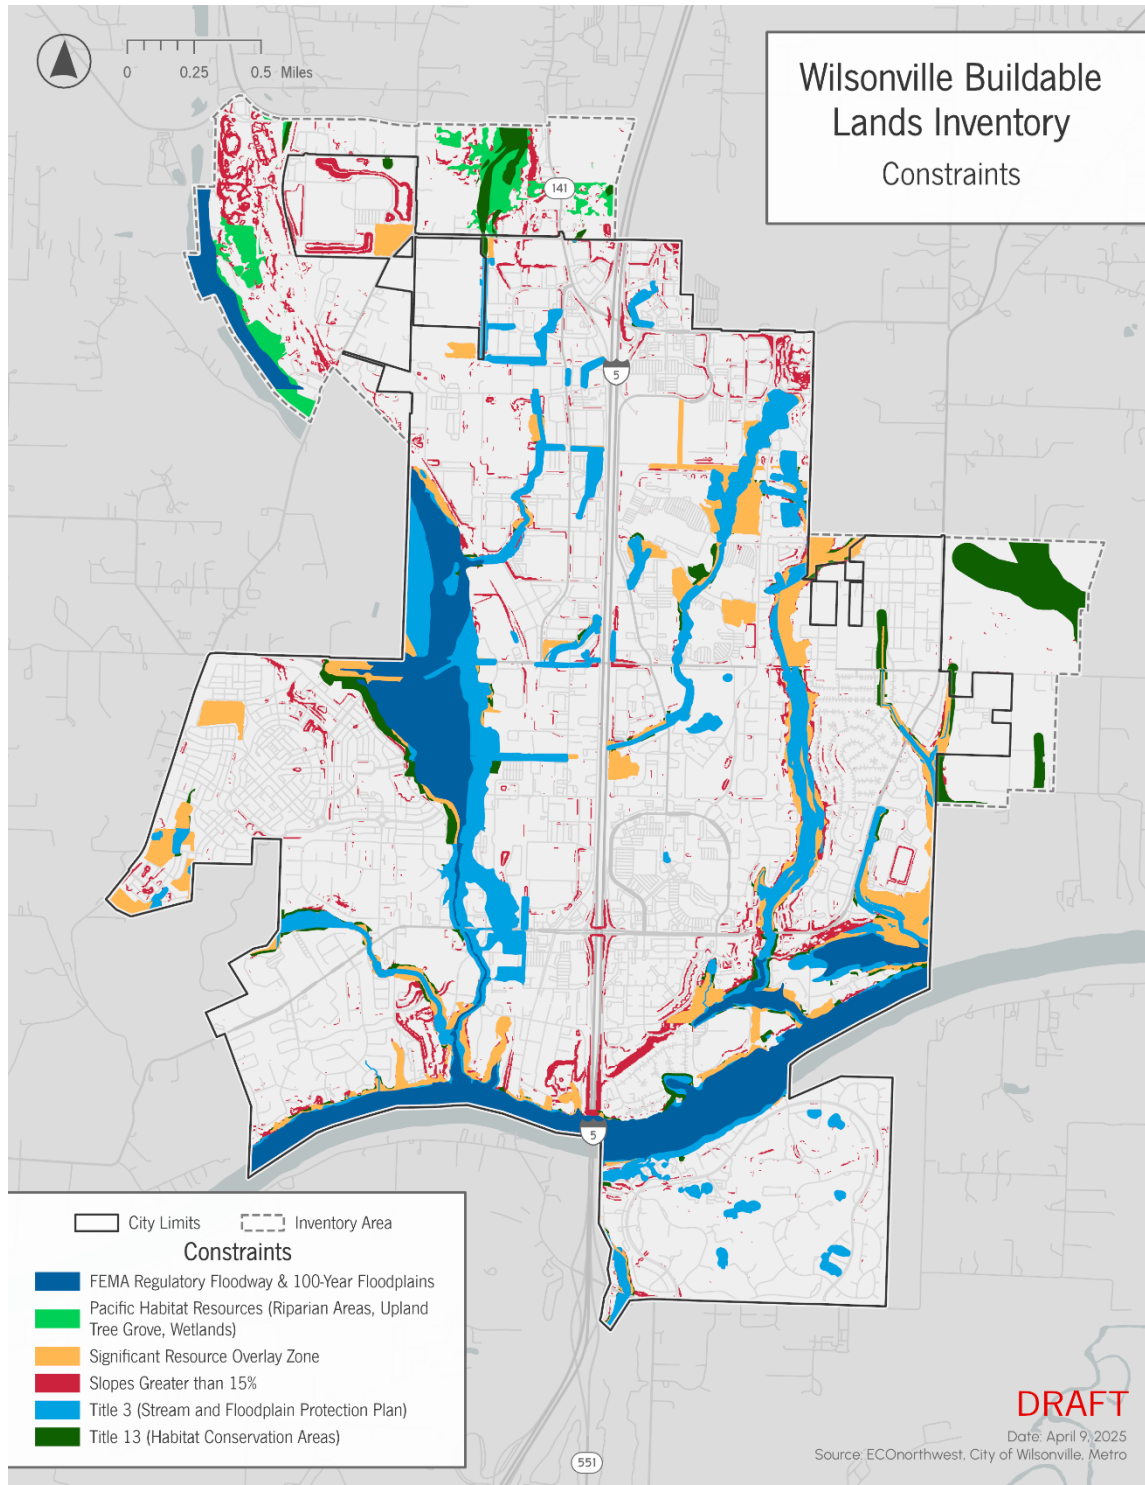 0 0.25 0.5 Miles
Wilsonville Buildable
Lands Inventory
Constraints
141
5
5
City Limits
Inventory Area
Constraints
FEMA Regulatory Floodway & 100-Year Floodplains
Pacific Habitat Resources (Riparian Areas, Upland
Tree Grove, Wetlands)
Significant Resource Overlay Zone
Slopes Greater than 15%
Title 3 (Stream and Floodplain Protection Plan)
Title 13 (Habitat Conservation Areas)
551
DRAFT
Date: April 9, 2025
Source: ECOnorthwest, City of Wilsonville, Metro